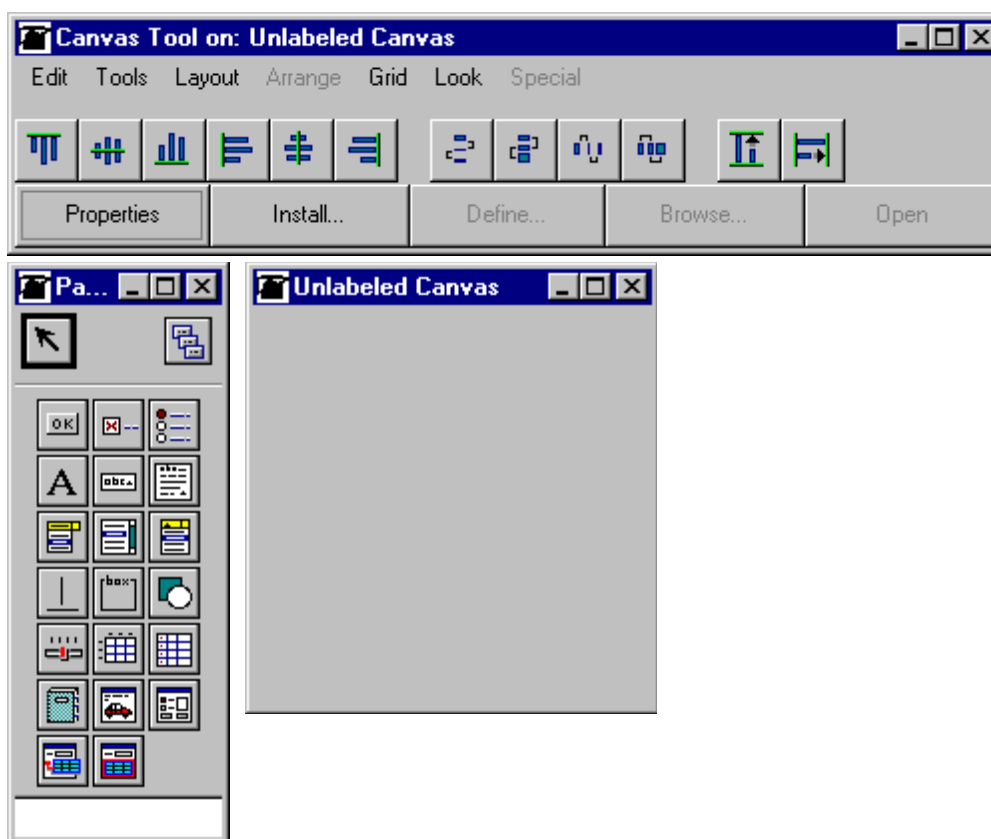 Canvas Tool on: Unlabeled Canvas
Edit Tools Layout Arrange Grid Look Special
Properties Install... Define... Browse... Open
Pa...
Unlabeled Canvas
OK
A abc
box